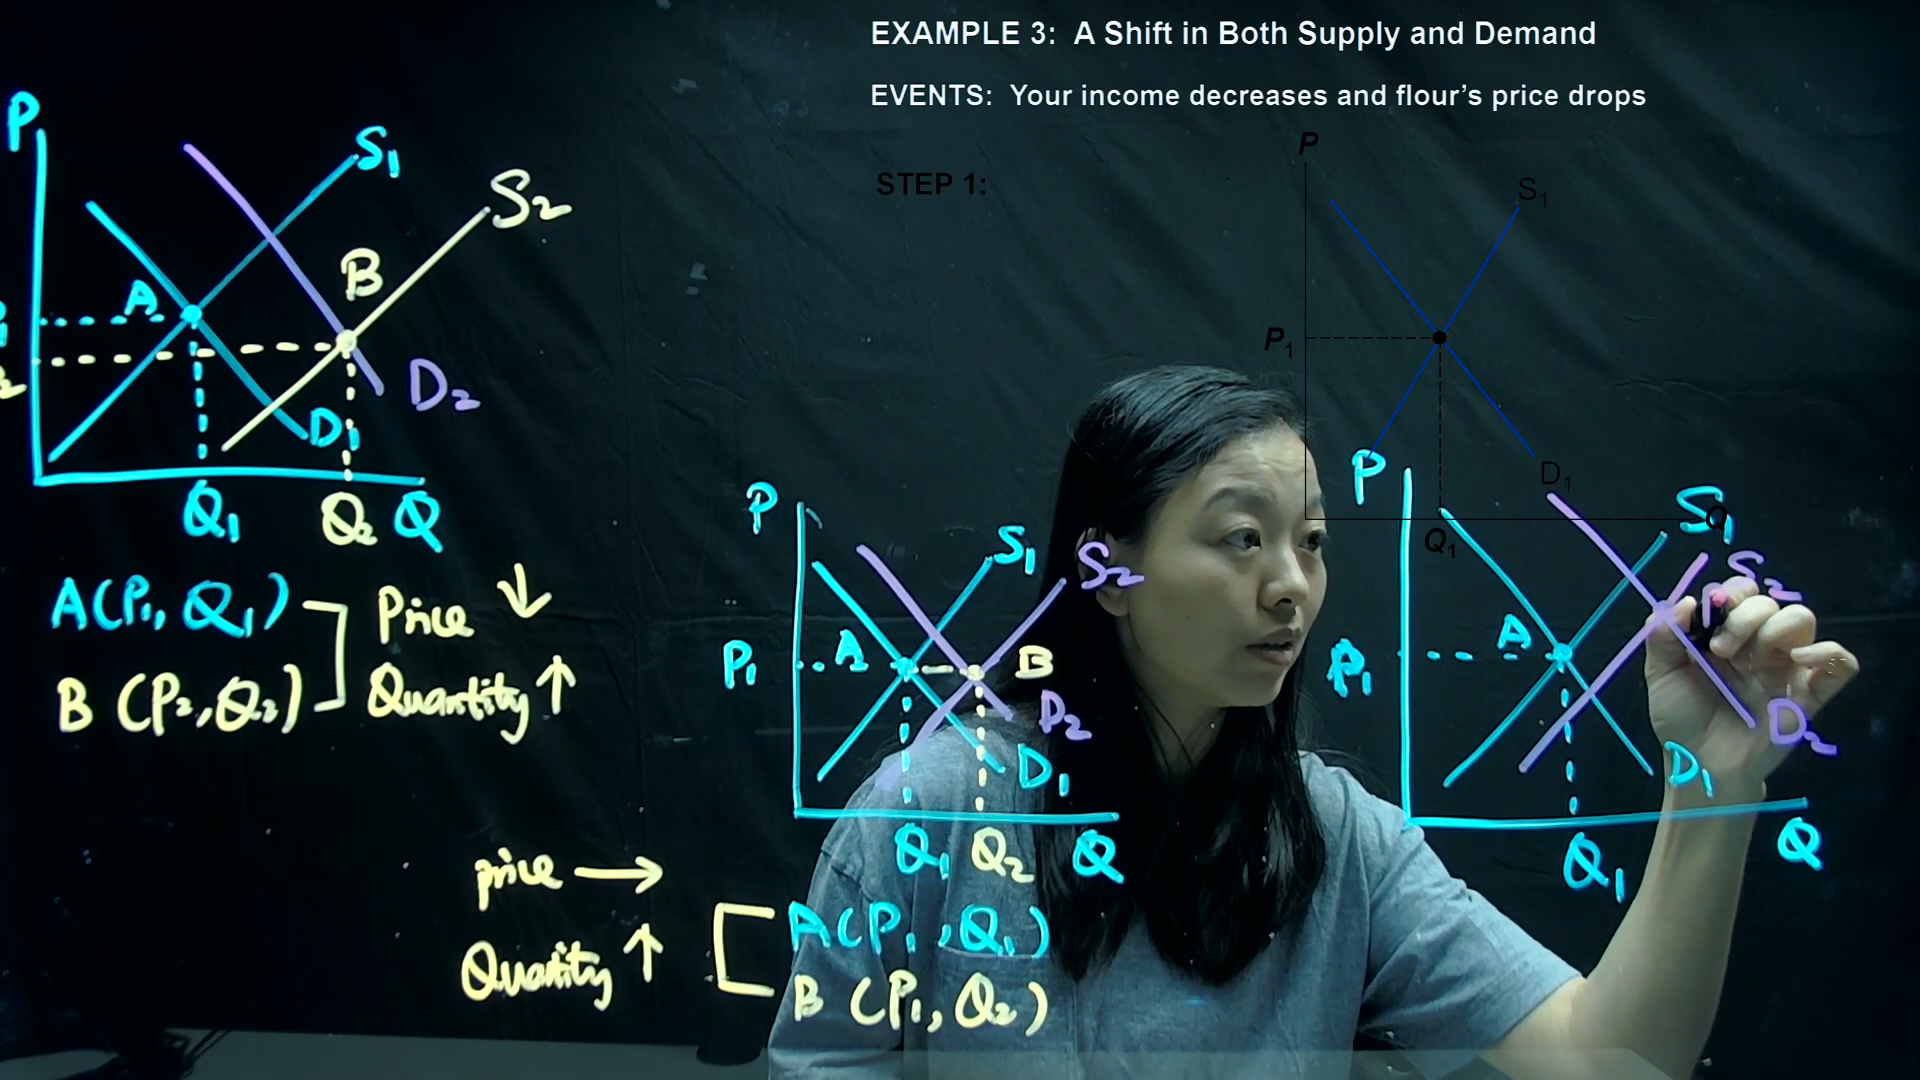 EXAMPLE 3: A Shift in Both Supply and Demand
EVENTS: Your income decreases and flour's price drops
STEP 1:
P
S1
P1
D1
Q1
Q
P
S1
S2
A
B
D2
D1
Q1
Q2
Q
A(P1, Q1)
B (P2, Q2)
Price ↓
Quantity ↑
P
S1
S2
P1
A
B
D2
D1
Q1
Q2
Q
price →
Quantity ↑
A(P1, Q1)
B (P1, Q2)
P
S1
S2
P1
A
D2
D1
Q1
Q